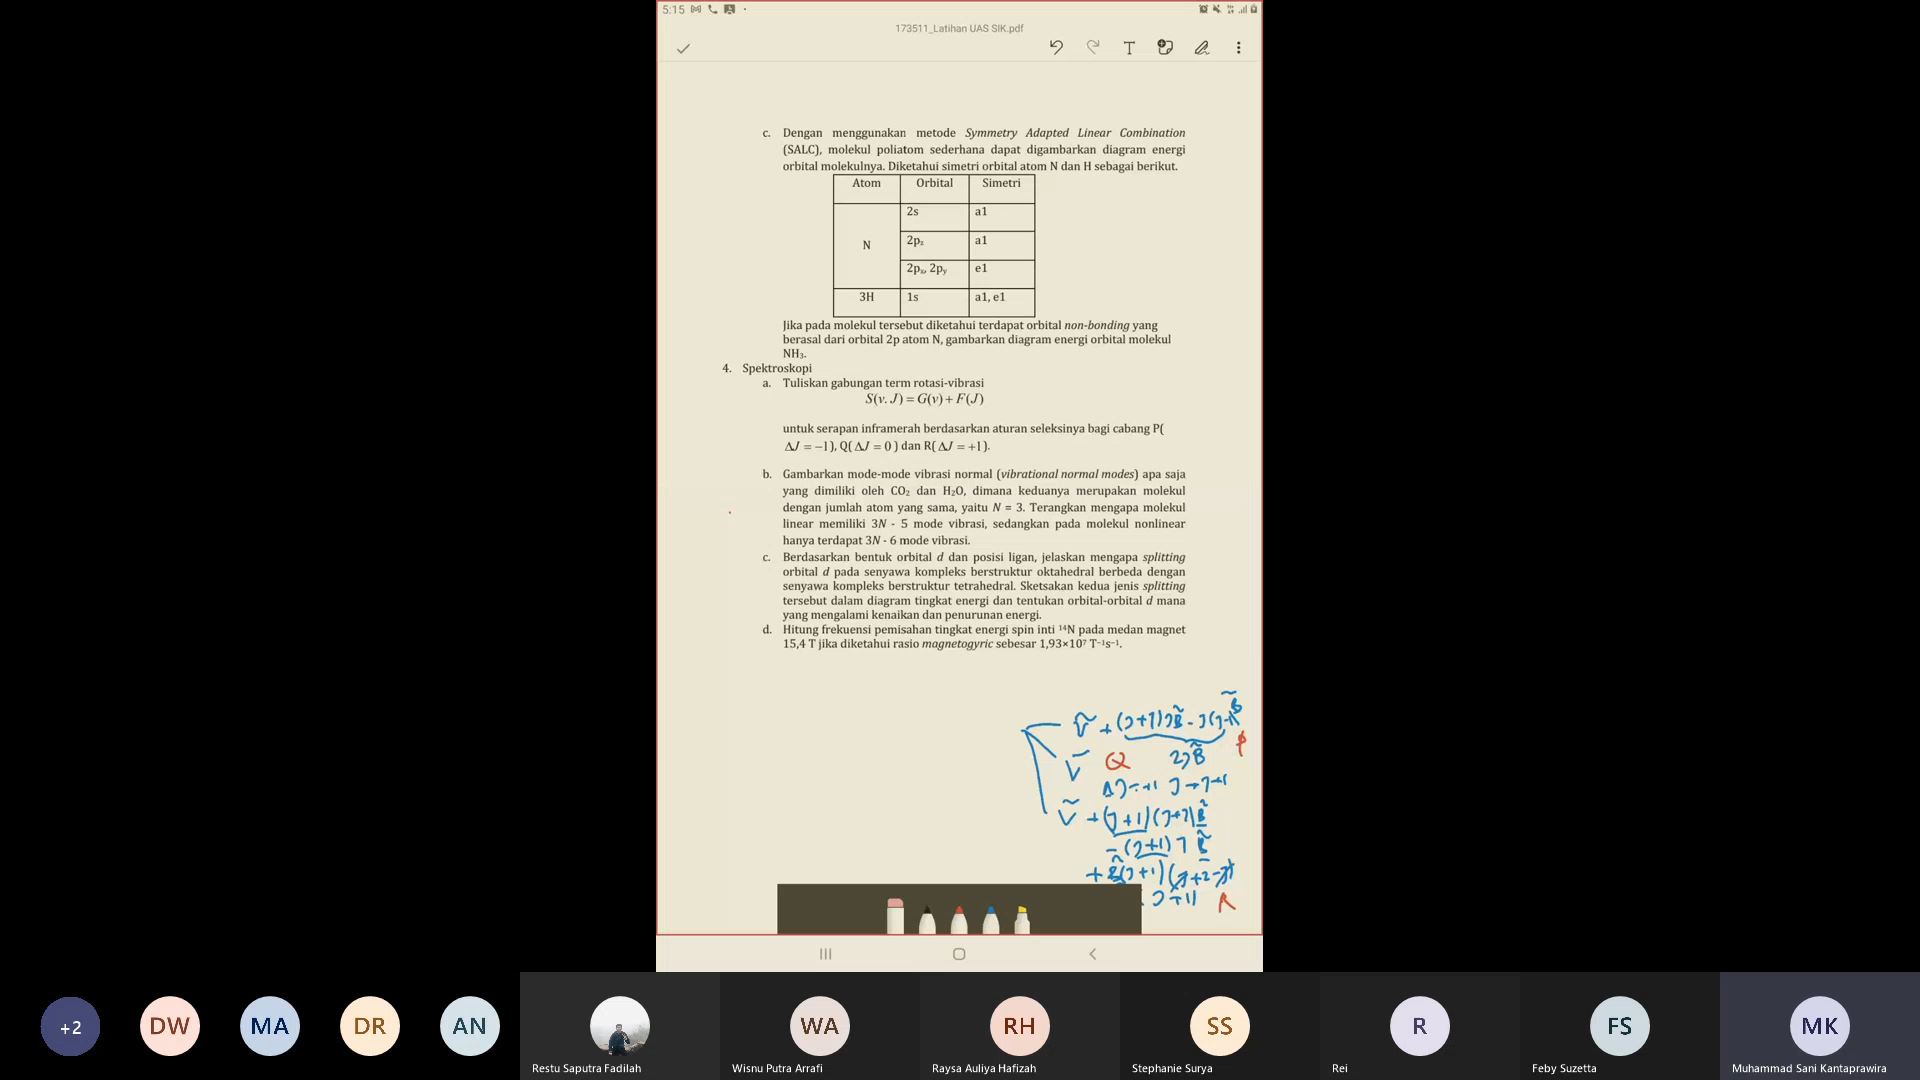 5:15
173511_Latihan UAS SIK.pdf
c. Dengan menggunakan metode Symmetry Adapted Linear Combination
(SALC), molekul poliatom sederhana dapat digambarkan diagram energi
orbital molekulnya. Diketahui simetri orbital atom N dan H sebagai berikut.
Atom Orbital Simetri
2s a1
N 2pz a1
2px, 2py e1
3H 1s a1, e1
Jika pada molekul tersebut diketahui terdapat orbital non-bonding yang
berasal dari orbital 2p atom N, gambarkan diagram energi orbital molekul
NH₃.
4. Spektroskopi
a. Tuliskan gabungan term rotasi-vibrasi
S(v. J) = G(v) + F(J)
untuk serapan inframerah berdasarkan aturan seleksinya bagi cabang P(
ΔJ = −1), Q( ΔJ = 0 ) dan R( ΔJ = +1).
b. Gambarkan mode-mode vibrasi normal (vibrational normal modes) apa saja
yang dimiliki oleh CO₂ dan H₂O, dimana keduanya merupakan molekul
dengan jumlah atom yang sama, yaitu N = 3. Terangkan mengapa molekul
linear memiliki 3N - 5 mode vibrasi, sedangkan pada molekul nonlinear
hanya terdapat 3N - 6 mode vibrasi.
c. Berdasarkan bentuk orbital d dan posisi ligan, jelaskan mengapa splitting
orbital d pada senyawa kompleks berstruktur oktahedral berbeda dengan
senyawa kompleks berstruktur tetrahedral. Sketsakan kedua jenis splitting
tersebut dalam diagram tingkat energi dan tentukan orbital-orbital d mana
yang mengalami kenaikan dan penurunan energi.
d. Hitung frekuensi pemisahan tingkat energi spin inti ¹⁴N pada medan magnet
15,4 T jika diketahui rasio magnetogyric sebesar 1,93×10⁷ T⁻¹s⁻¹.
Q
R
+2 DW MA DR AN WA RH SS R FS MK
Restu Saputra Fadilah Wisnu Putra Arrafi Raysa Auliya Hafizah Stephanie Surya Rei Feby Suzetta Muhammad Sani Kantaprawira